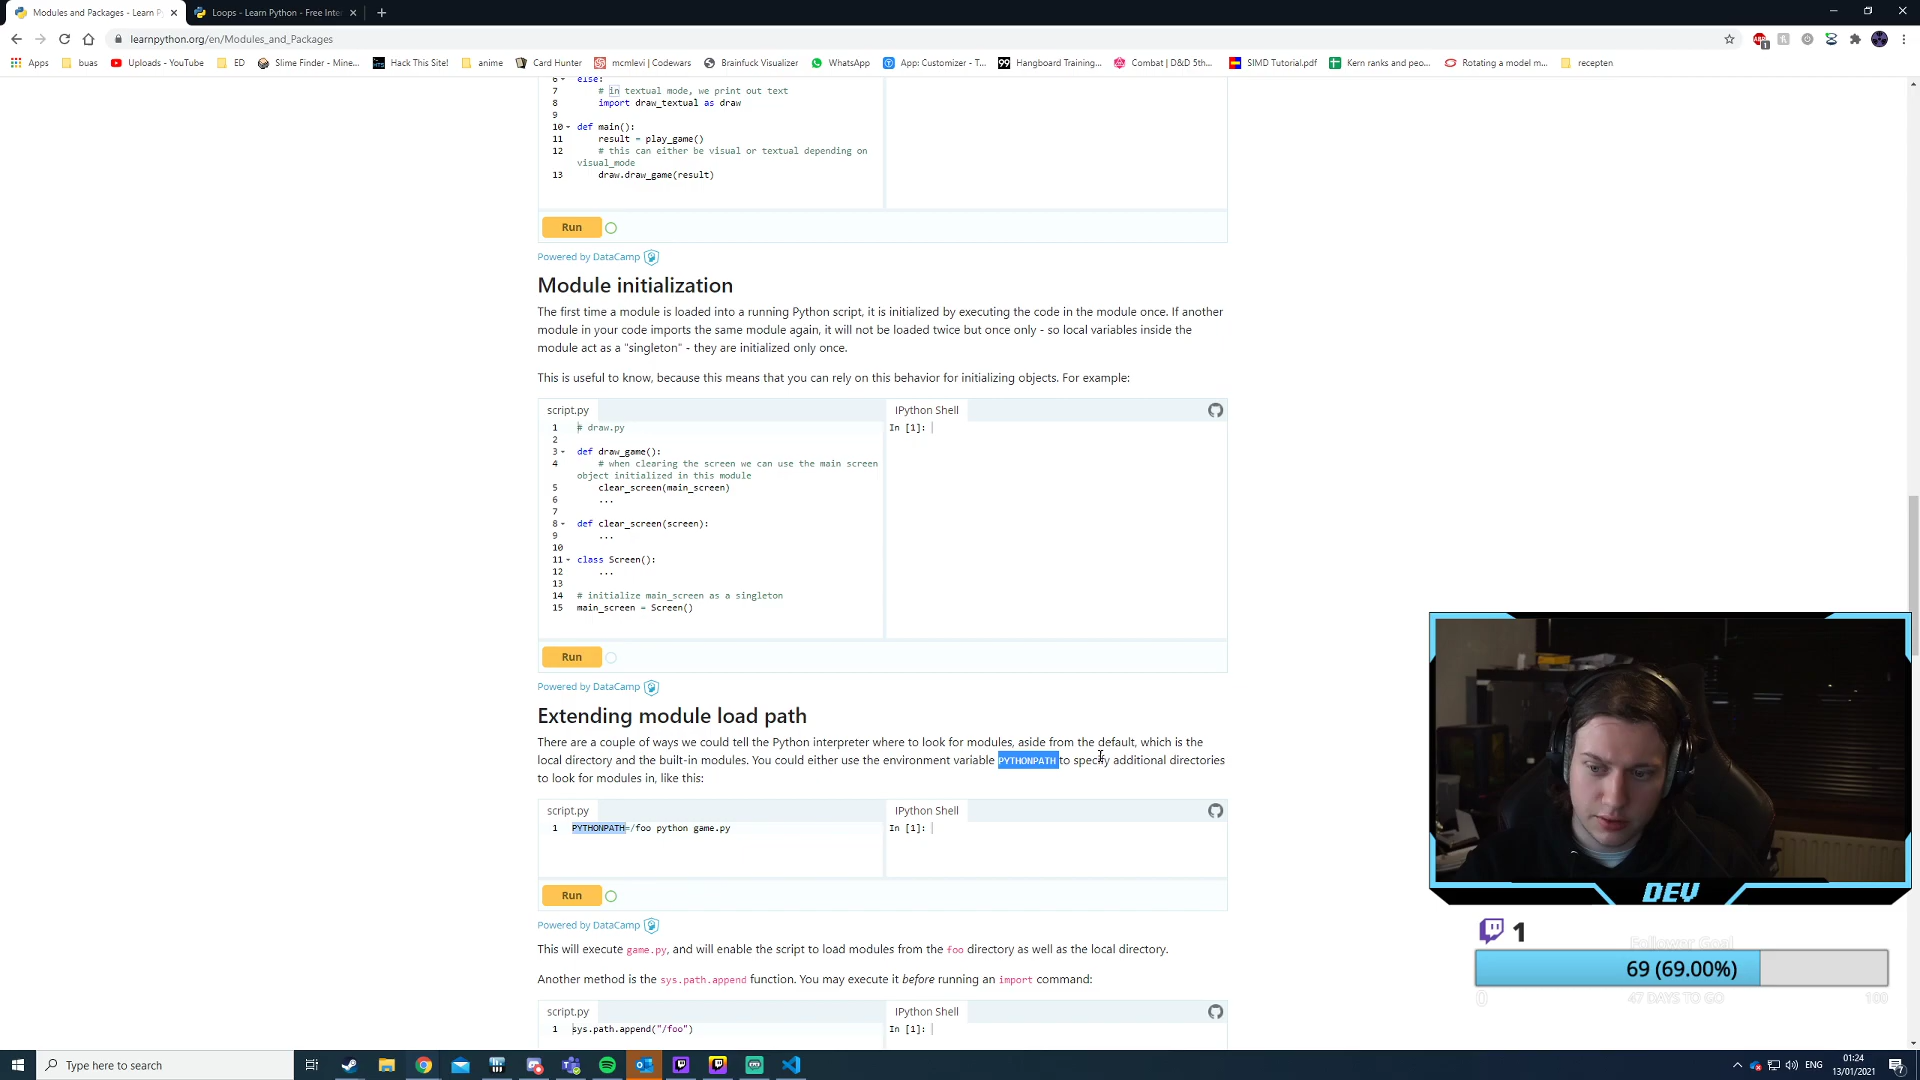 Modules and Packages - Learn P
Loops - Learn Python - Free Inter
learnpython.org/en/Modules_and_Packages
Apps
buas
Uploads - YouTube
ED
Slime Finder - Mine...
Hack This Site!
anime
Card Hunter
mcmlevi | Codewars
Brainfuck Visualizer
WhatsApp
App: Customizer - T...
Hangboard Training...
Combat | D&D 5th...
SIMD Tutorial.pdf
Kern ranks and peo...
Rotating a model m...
recepten
6 else:
7 # in textual mode, we print out text
8 import draw_textual as draw
9
10 def main():
11 result = play_game()
12 # this can either be visual or textual depending on
visual_mode
13 draw.draw_game(result)
Run
Powered by DataCamp
Module initialization
The first time a module is loaded into a running Python script, it is initialized by executing the code in the module once. If another
module in your code imports the same module again, it will not be loaded twice but once only - so local variables inside the
module act as a "singleton" - they are initialized only once.
This is useful to know, because this means that you can rely on this behavior for initializing objects. For example:
script.py
IPython Shell
1 # draw.py
In [1]:
2
3 def draw_game():
4 # when clearing the screen we can use the main screen
object initialized in this module
5 clear_screen(main_screen)
6 ...
7
8 def clear_screen(screen):
9 ...
10
11 class Screen():
12 ...
13
14 # initialize main_screen as a singleton
15 main_screen = Screen()
Run
Powered by DataCamp
Extending module load path
There are a couple of ways we could tell the Python interpreter where to look for modules, aside from the default, which is the
local directory and the built-in modules. You could either use the environment variable PYTHONPATH to specify additional directories
to look for modules in, like this:
script.py
IPython Shell
1 PYTHONPATH=/foo python game.py
In [1]:
Run
Powered by DataCamp
This will execute game.py, and will enable the script to load modules from the foo directory as well as the local directory.
Another method is the sys.path.append function. You may execute it before running an import command:
script.py
IPython Shell
1 sys.path.append("/foo")
In [1]:
DEV
1
Follower Goal
69 (69.00%)
0
47 DAYS TO GO
100
Type here to search
ENG
01:24
13/01/2021
7